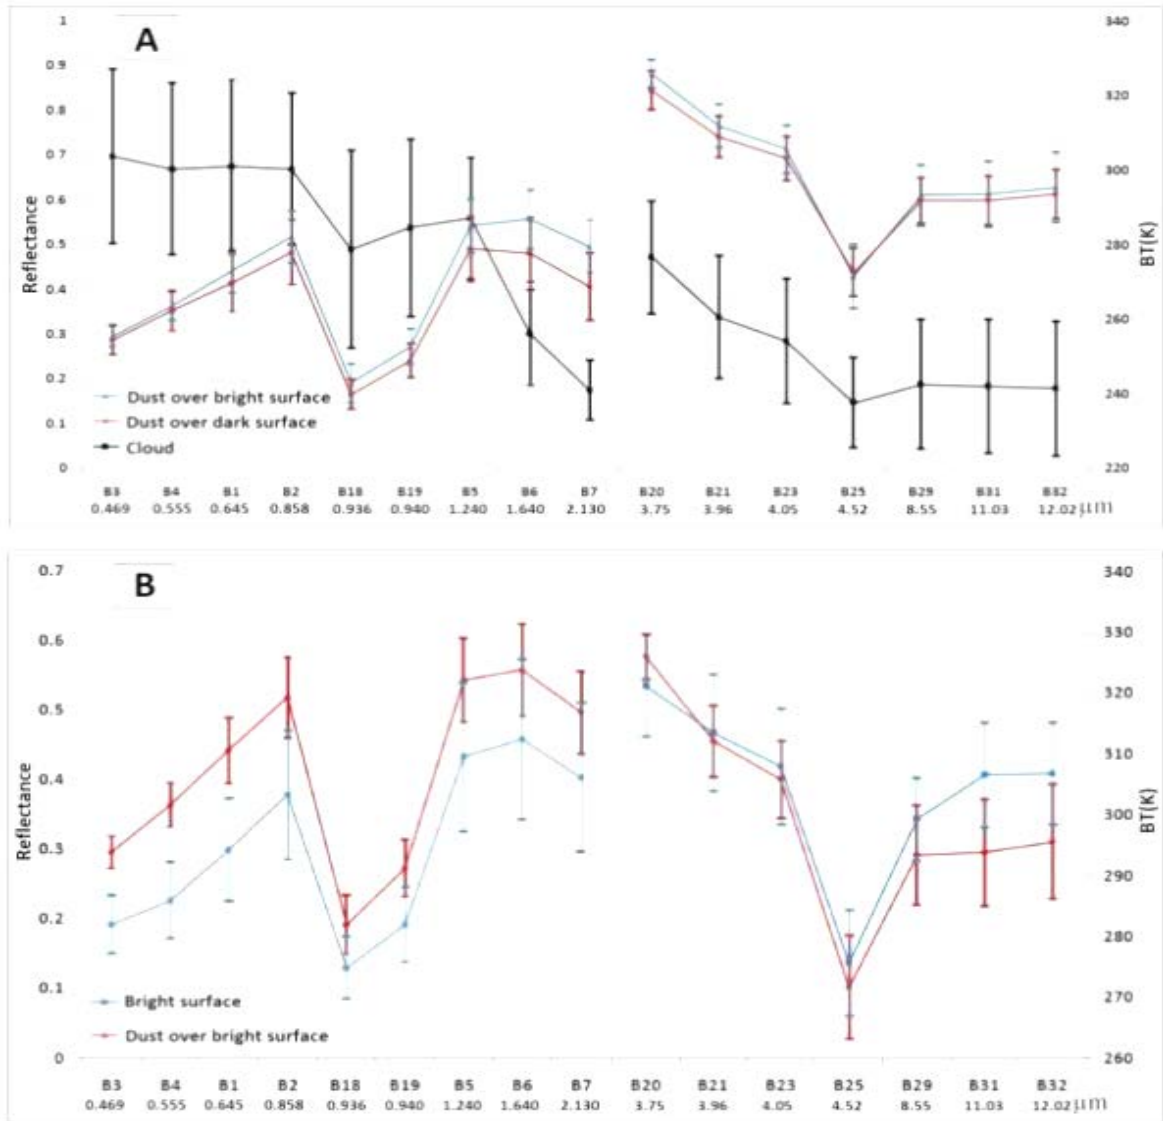 A
1
0.9
0.8
0.7
0.6
0.5
0.4
0.3
0.2
0.1
0
Reflectance
340
320
300
280
260
240
220
BT(K)
Dust over bright surface
Dust over dark surface
Cloud
B3 B4 B1 B2 B18 B19 B5 B6 B7 B20 B21 B23 B25 B29 B31 B32
0.469 0.555 0.645 0.858 0.936 0.940 1.240 1.640 2.130 3.75 3.96 4.05 4.52 8.55 11.03 12.02 μm
B
0.7
0.6
0.5
0.4
0.3
0.2
0.1
0
Reflectance
340
330
320
310
300
290
280
270
260
BT(K)
Bright surface
Dust over bright surface
B3 B4 B1 B2 B18 B19 B5 B6 B7 B20 B21 B23 B25 B29 B31 B32
0.469 0.555 0.645 0.858 0.936 0.940 1.240 1.640 2.130 3.75 3.96 4.05 4.52 8.55 11.03 12.02 μm